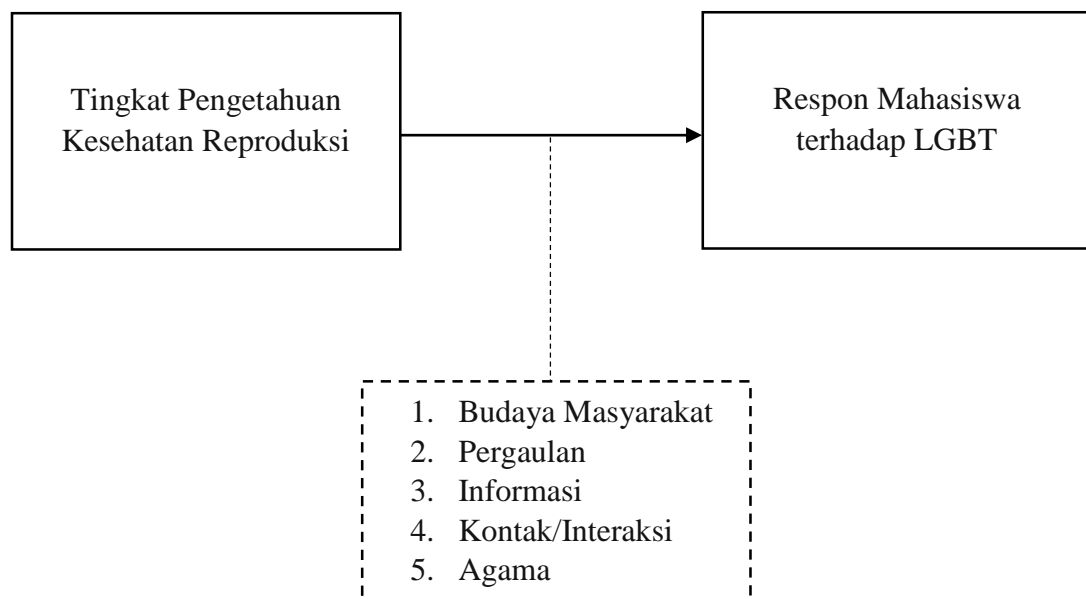 Tingkat Pengetahuan
Kesehatan Reproduksi
Respon Mahasiswa
terhadap LGBT
1. Budaya Masyarakat
2. Pergaulan
3. Informasi
4. Kontak/Interaksi
5. Agama